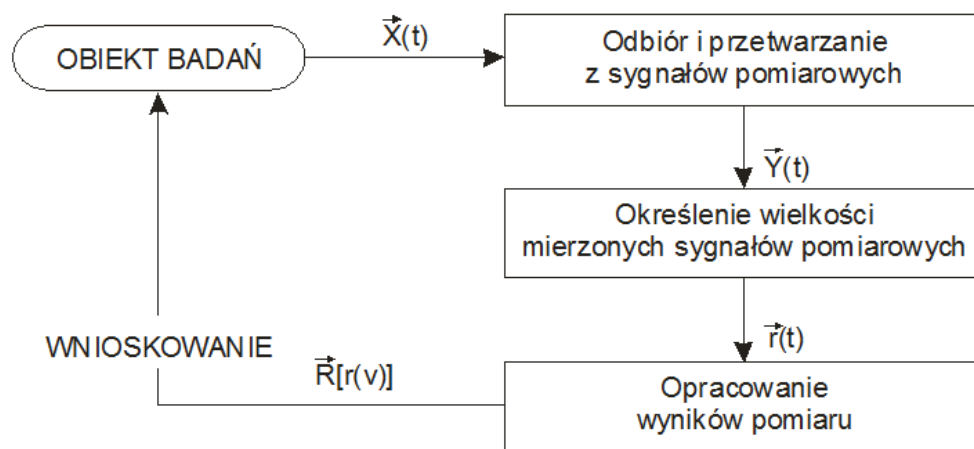 OBIEKT BADAŃ
X⃗(t)
Odbiór i przetwarzanie
z sygnałów pomiarowych
Y⃗(t)
Określenie wielkości
mierzonych sygnałów pomiarowych
r⃗(t)
Opracowanie
wyników pomiaru
R⃗[r(v)]
WNIOSKOWANIE